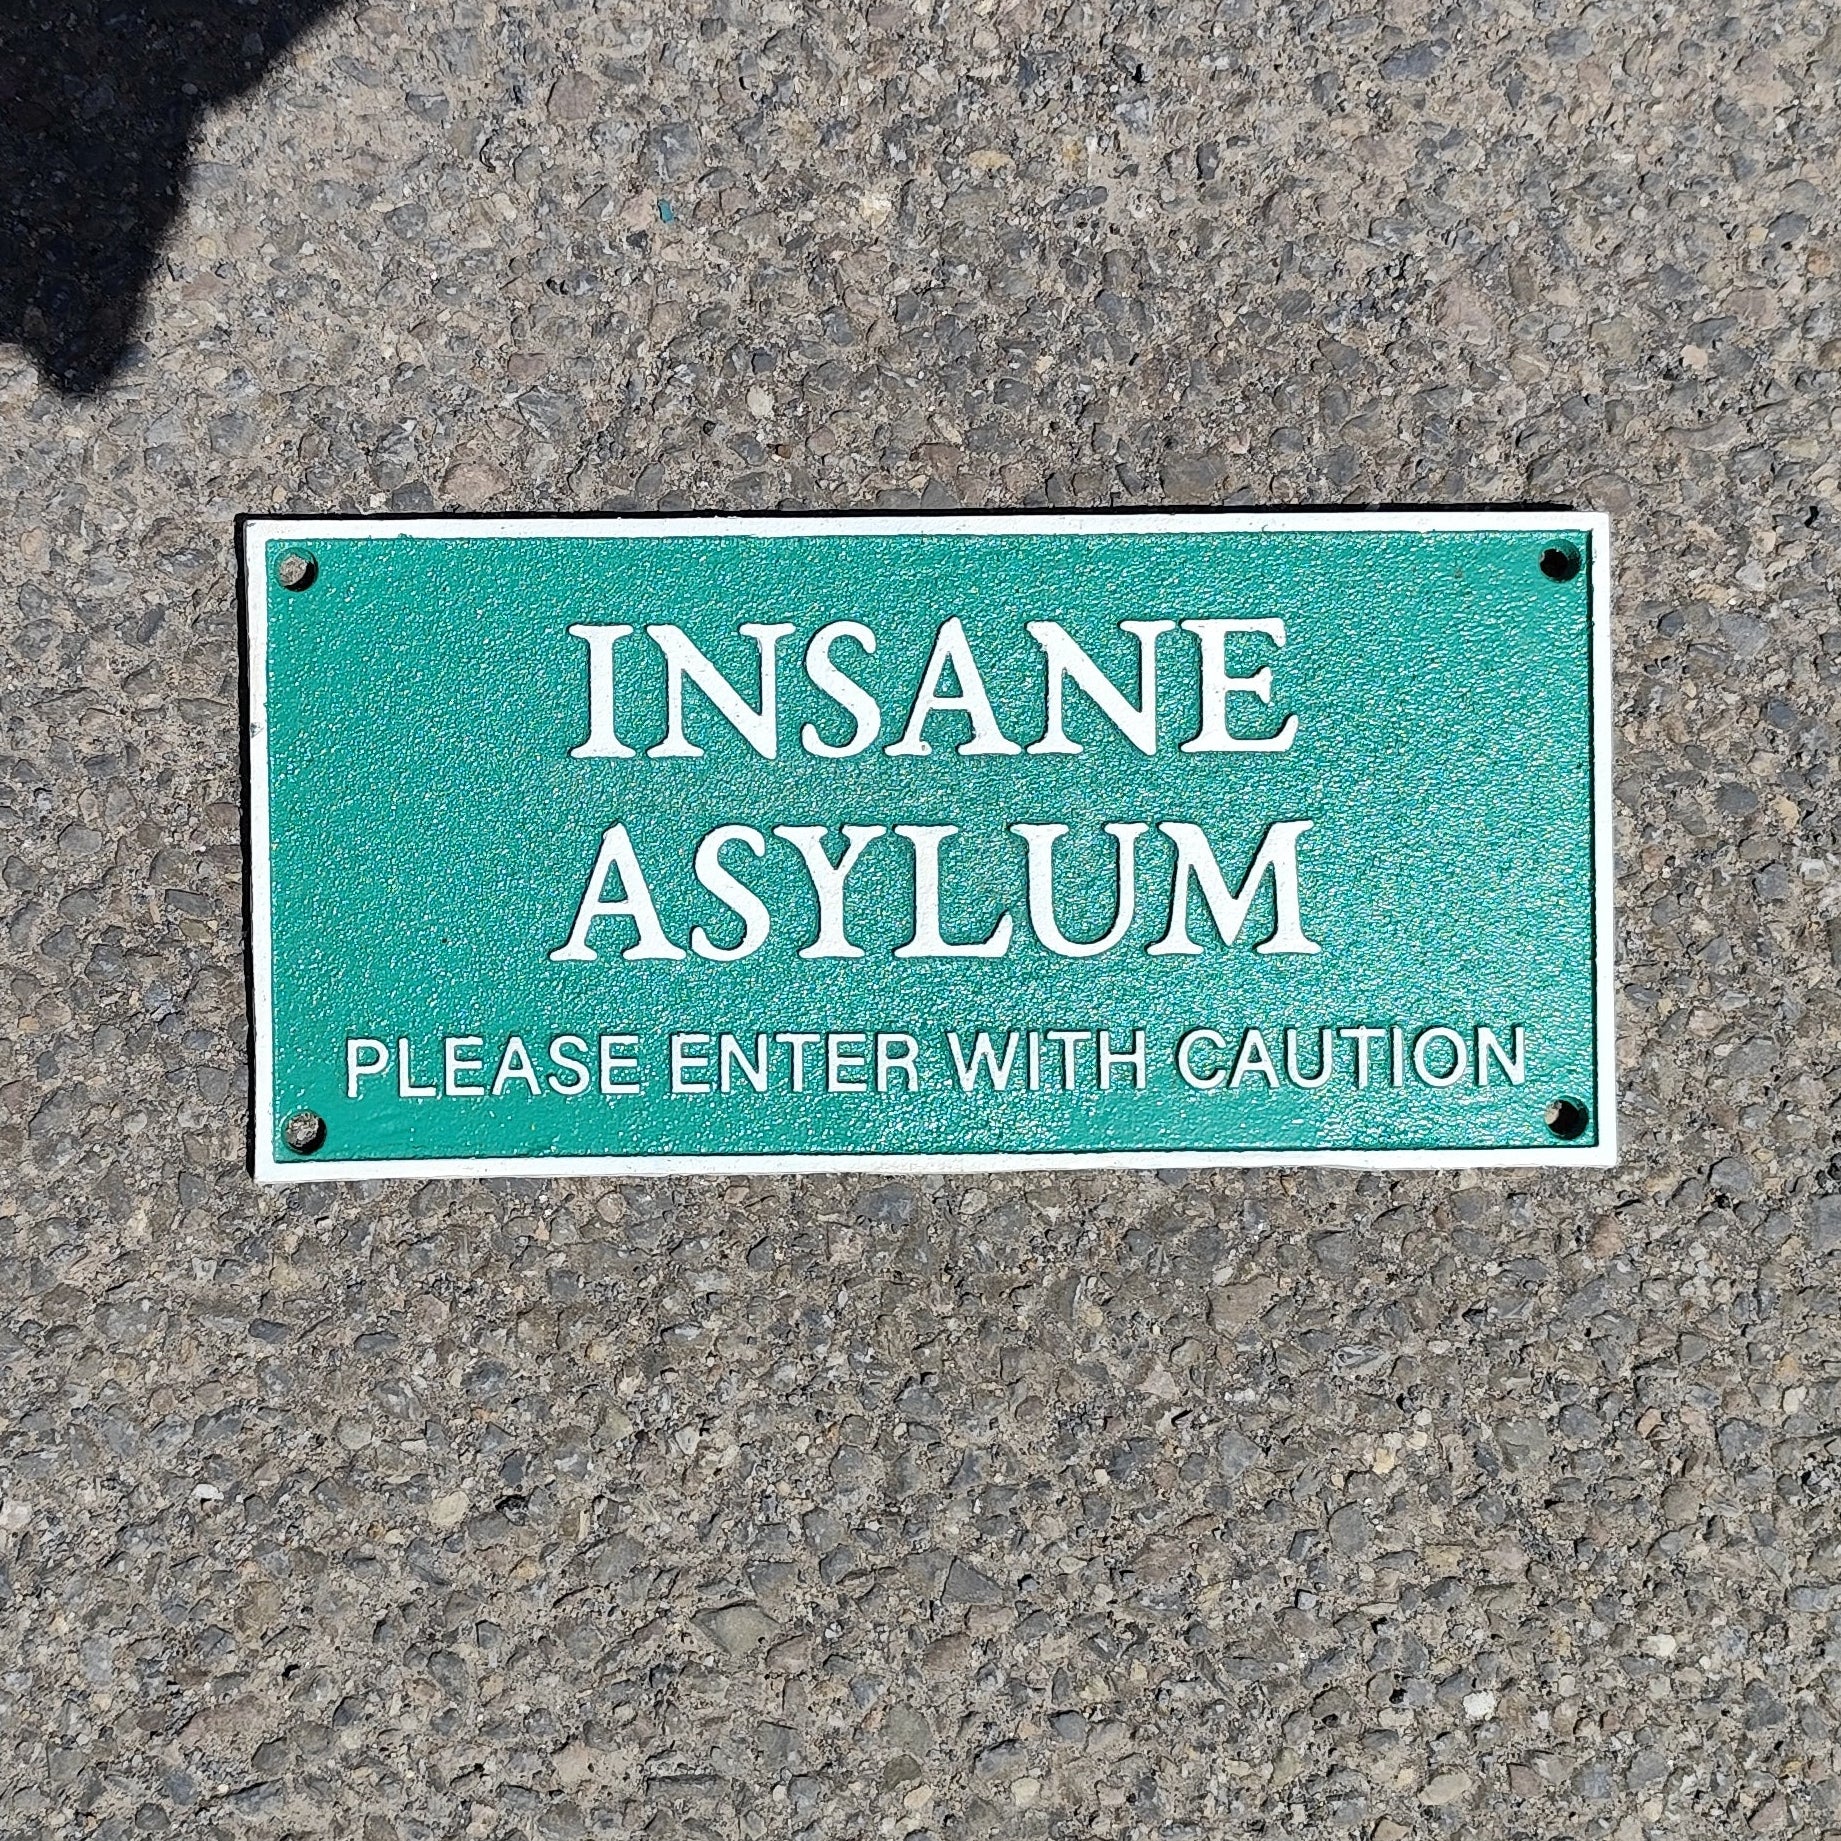 INSANE
ASYLUM
PLEASE ENTER WITH CAUTION